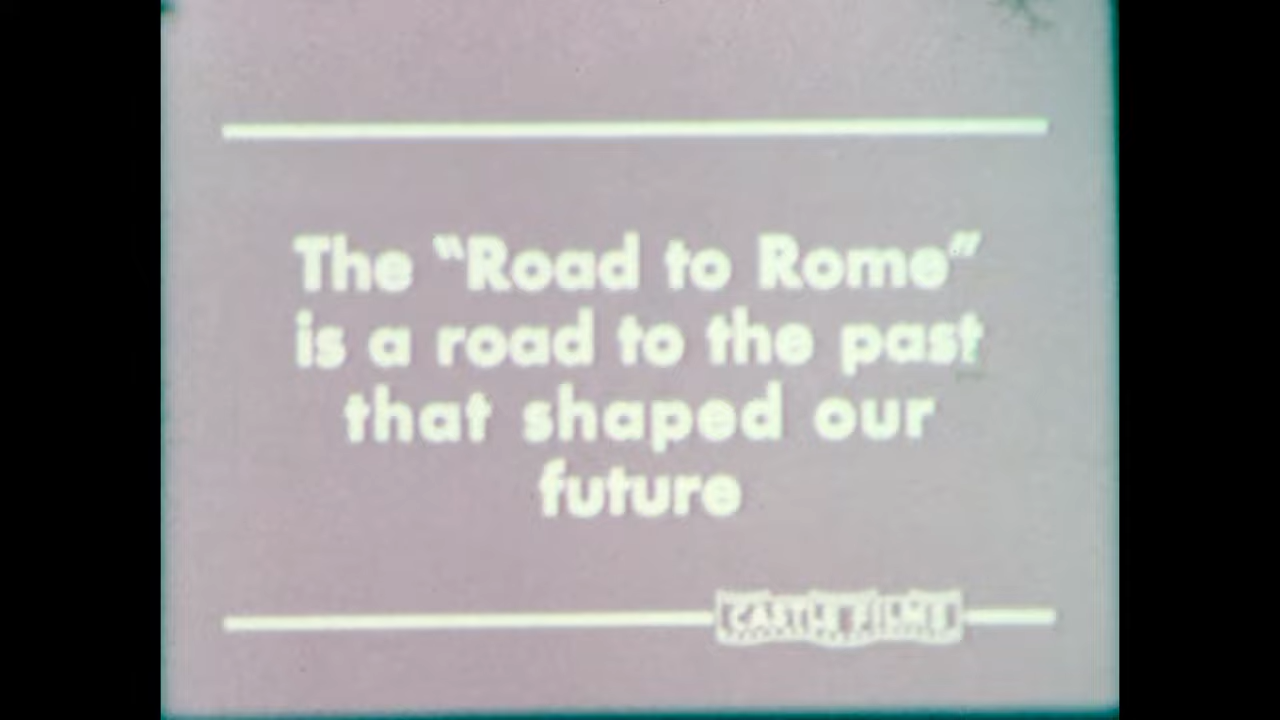 The "Road to Rome"
is a road to the past
that shaped our
future
CASTLE FILMS